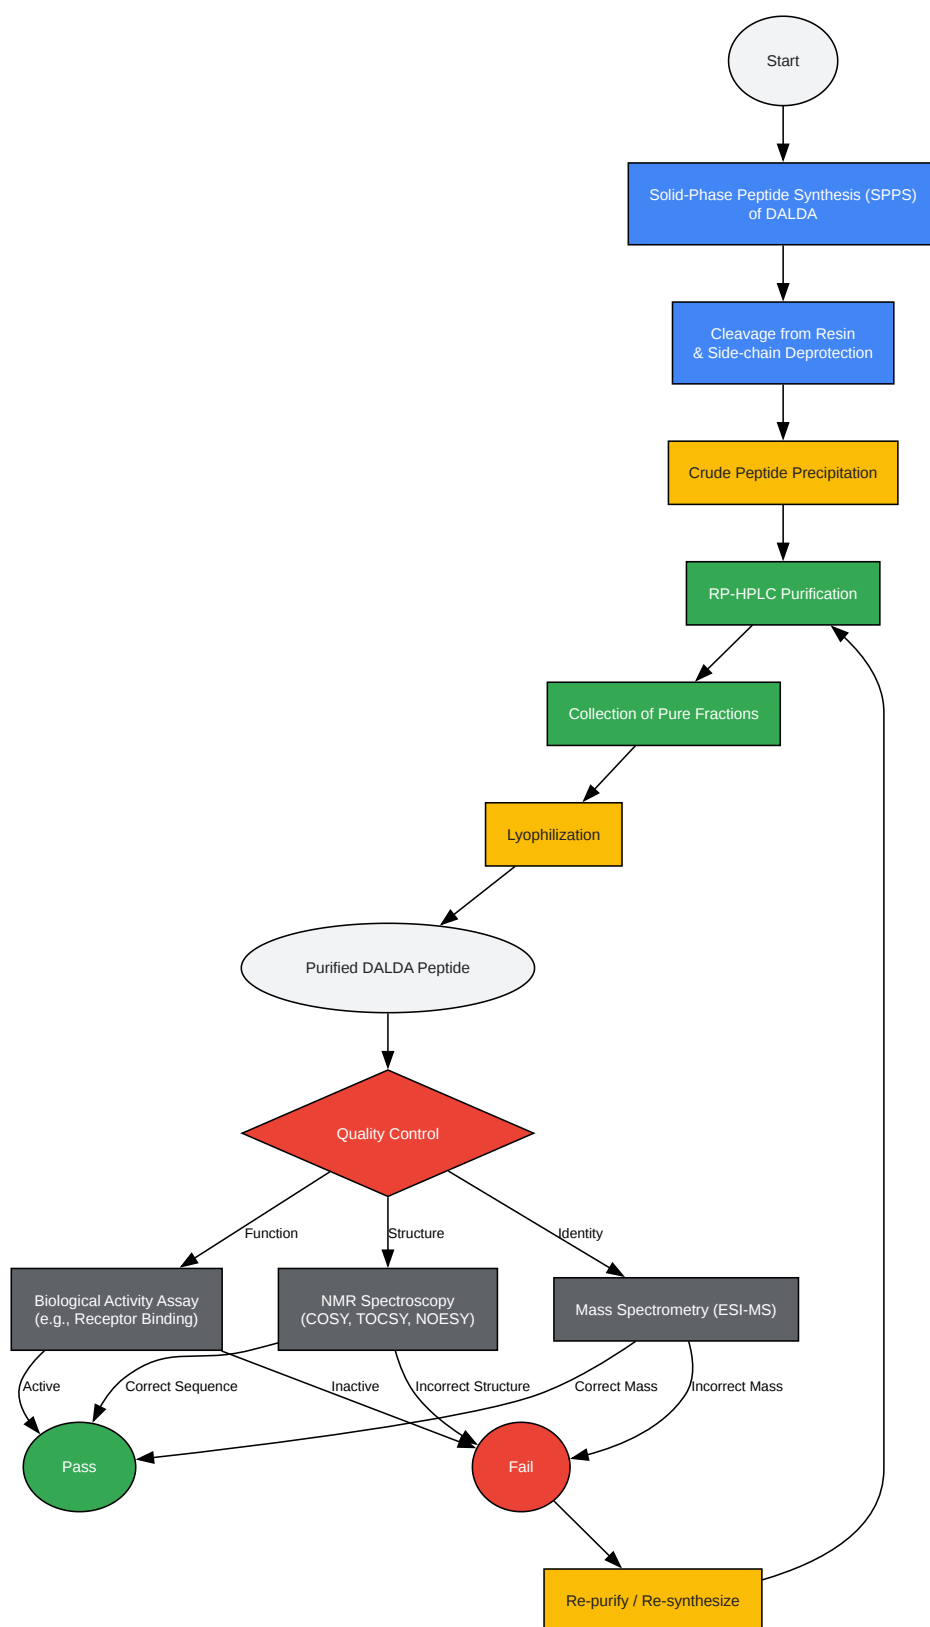 Start
Solid-Phase Peptide Synthesis (SPPS)
of DALDA
Cleavage from Resin
& Side-chain Deprotection
Crude Peptide Precipitation
RP-HPLC Purification
Collection of Pure Fractions
Lyophilization
Purified DALDA Peptide
Quality Control
Function
Structure
Identity
Biological Activity Assay
(e.g., Receptor Binding)
NMR Spectroscopy
(COSY, TOCSY, NOESY)
Mass Spectrometry (ESI-MS)
Active
Correct Sequence
Inactive
Incorrect Structure
Correct Mass
Incorrect Mass
Pass
Fail
Re-purify / Re-synthesize